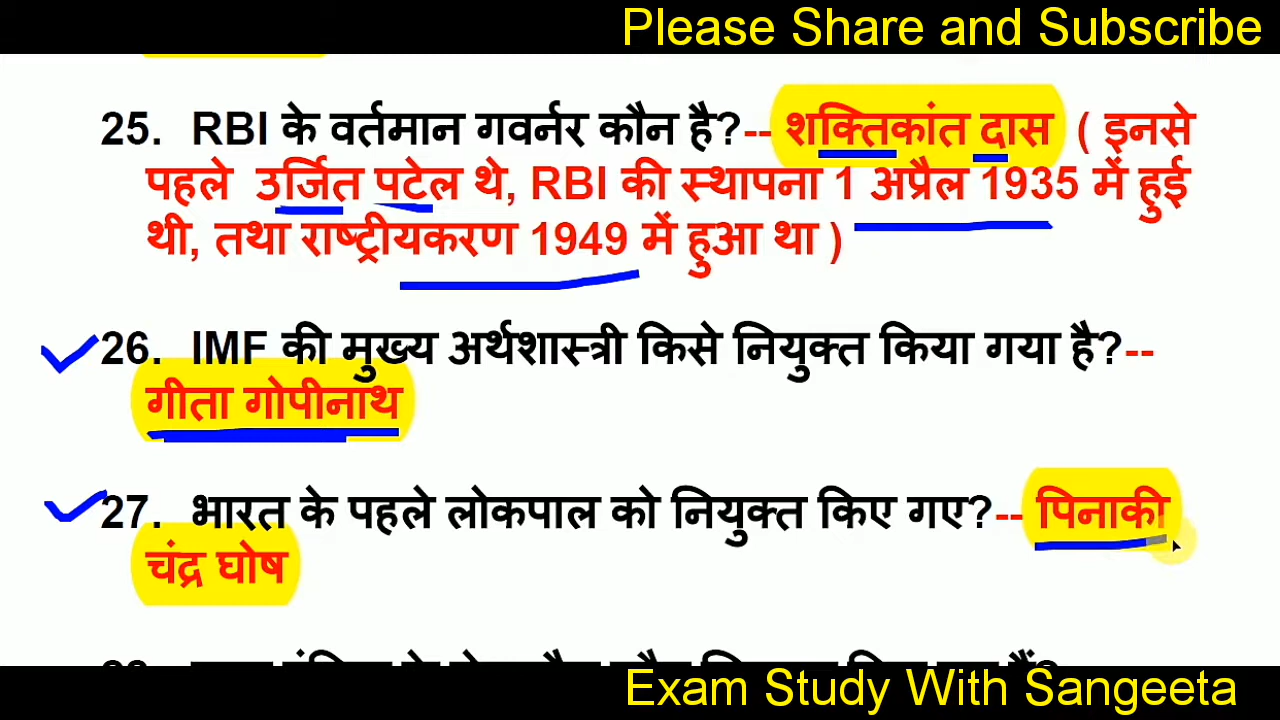 Please Share and Subscribe
25. RBI के वर्तमान गवर्नर कौन है?-- शक्तिकांत दास ( इनसे
पहले उर्जित पटेल थे, RBI की स्थापना 1 अप्रैल 1935 में हुई
थी, तथा राष्ट्रीयकरण 1949 में हुआ था )
26. IMF की मुख्य अर्थशास्त्री किसे नियुक्त किया गया है?--
गीता गोपीनाथ
27. भारत के पहले लोकपाल को नियुक्त किए गए?-- पिनाकी
चंद्र घोष
Exam Study With Sangeeta